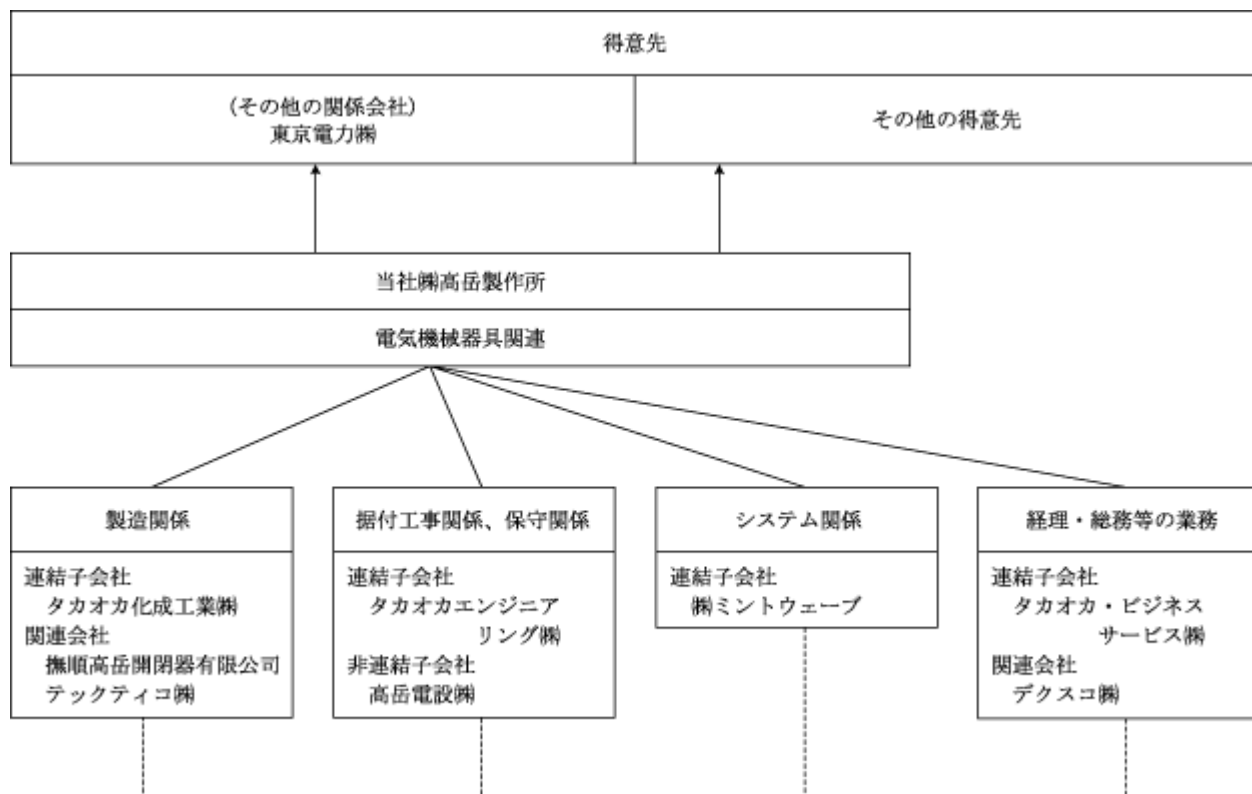 得意先
(その他の関係会社)
東京電力㈱
その他の得意先
当社㈱高岳製作所
電気機械器具関連
製造関係
連結子会社
タカオカ化成工業㈱
関連会社
撫順高岳開閉器有限公司
テックティコ㈱
据付工事関係、保守関係
連結子会社
タカオカエンジニア
リング㈱
非連結子会社
高岳電設㈱
システム関係
連結子会社
㈱ミントウェーブ
経理・総務等の業務
連結子会社
タカオカ・ビジネス
サービス㈱
関連会社
デクスコ㈱